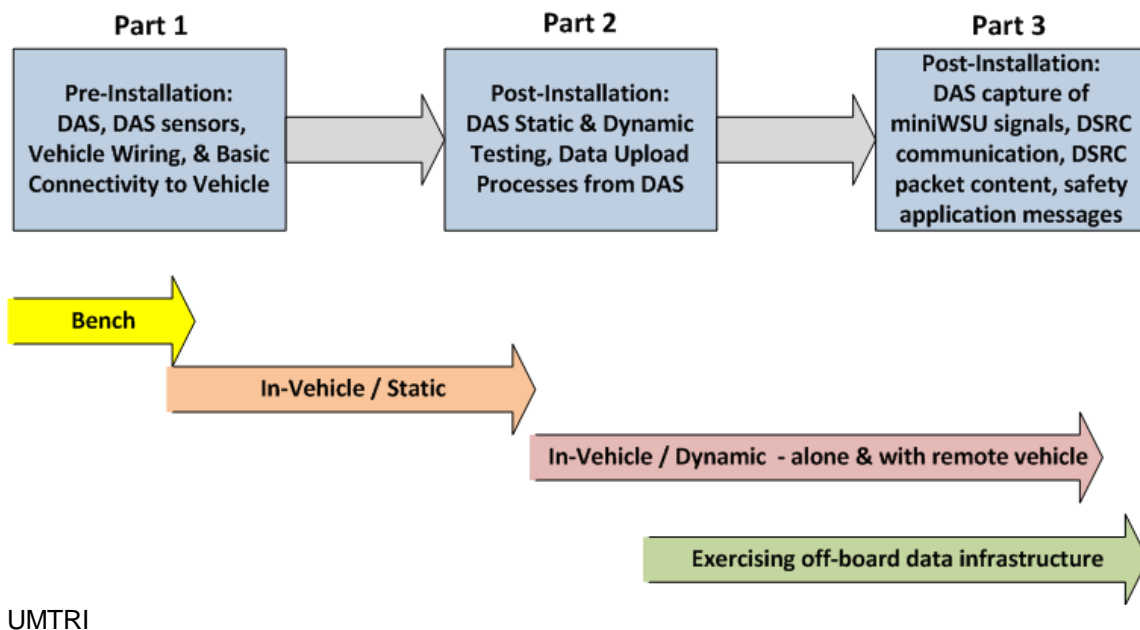 Part 1
Part 2
Part 3
Pre-Installation:
DAS, DAS sensors,
Vehicle Wiring, & Basic
Connectivity to Vehicle
Post-Installation:
DAS Static & Dynamic
Testing, Data Upload
Processes from DAS
Post-Installation:
DAS capture of
miniWSU signals, DSRC
communication, DSRC
packet content, safety
application messages
Bench
In-Vehicle / Static
In-Vehicle / Dynamic - alone & with remote vehicle
Exercising off-board data infrastructure
UMTRI